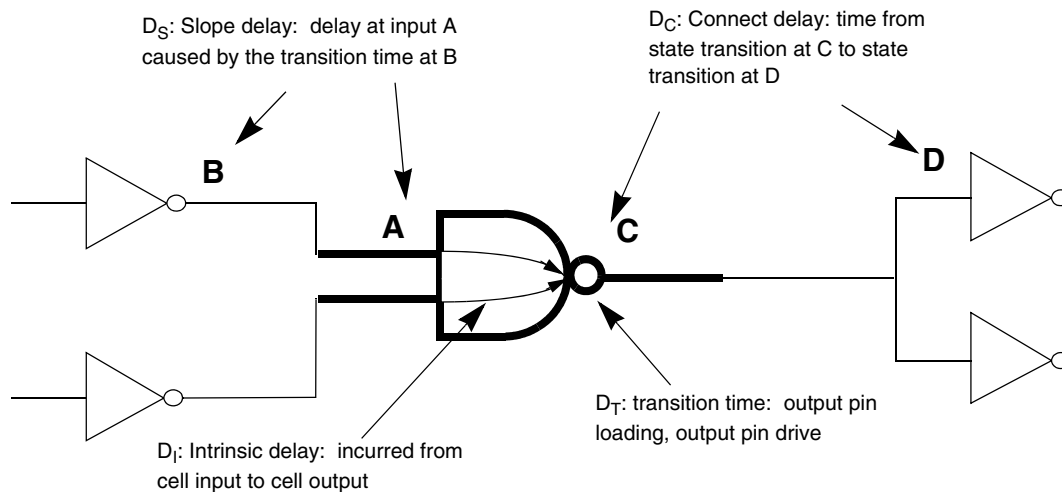 D_S: Slope delay: delay at input A
caused by the transition time at B
D_C: Connect delay: time from
state transition at C to state
transition at D
B
D
A
C
D_T: transition time: output pin
loading, output pin drive
D_I: Intrinsic delay: incurred from
cell input to cell output